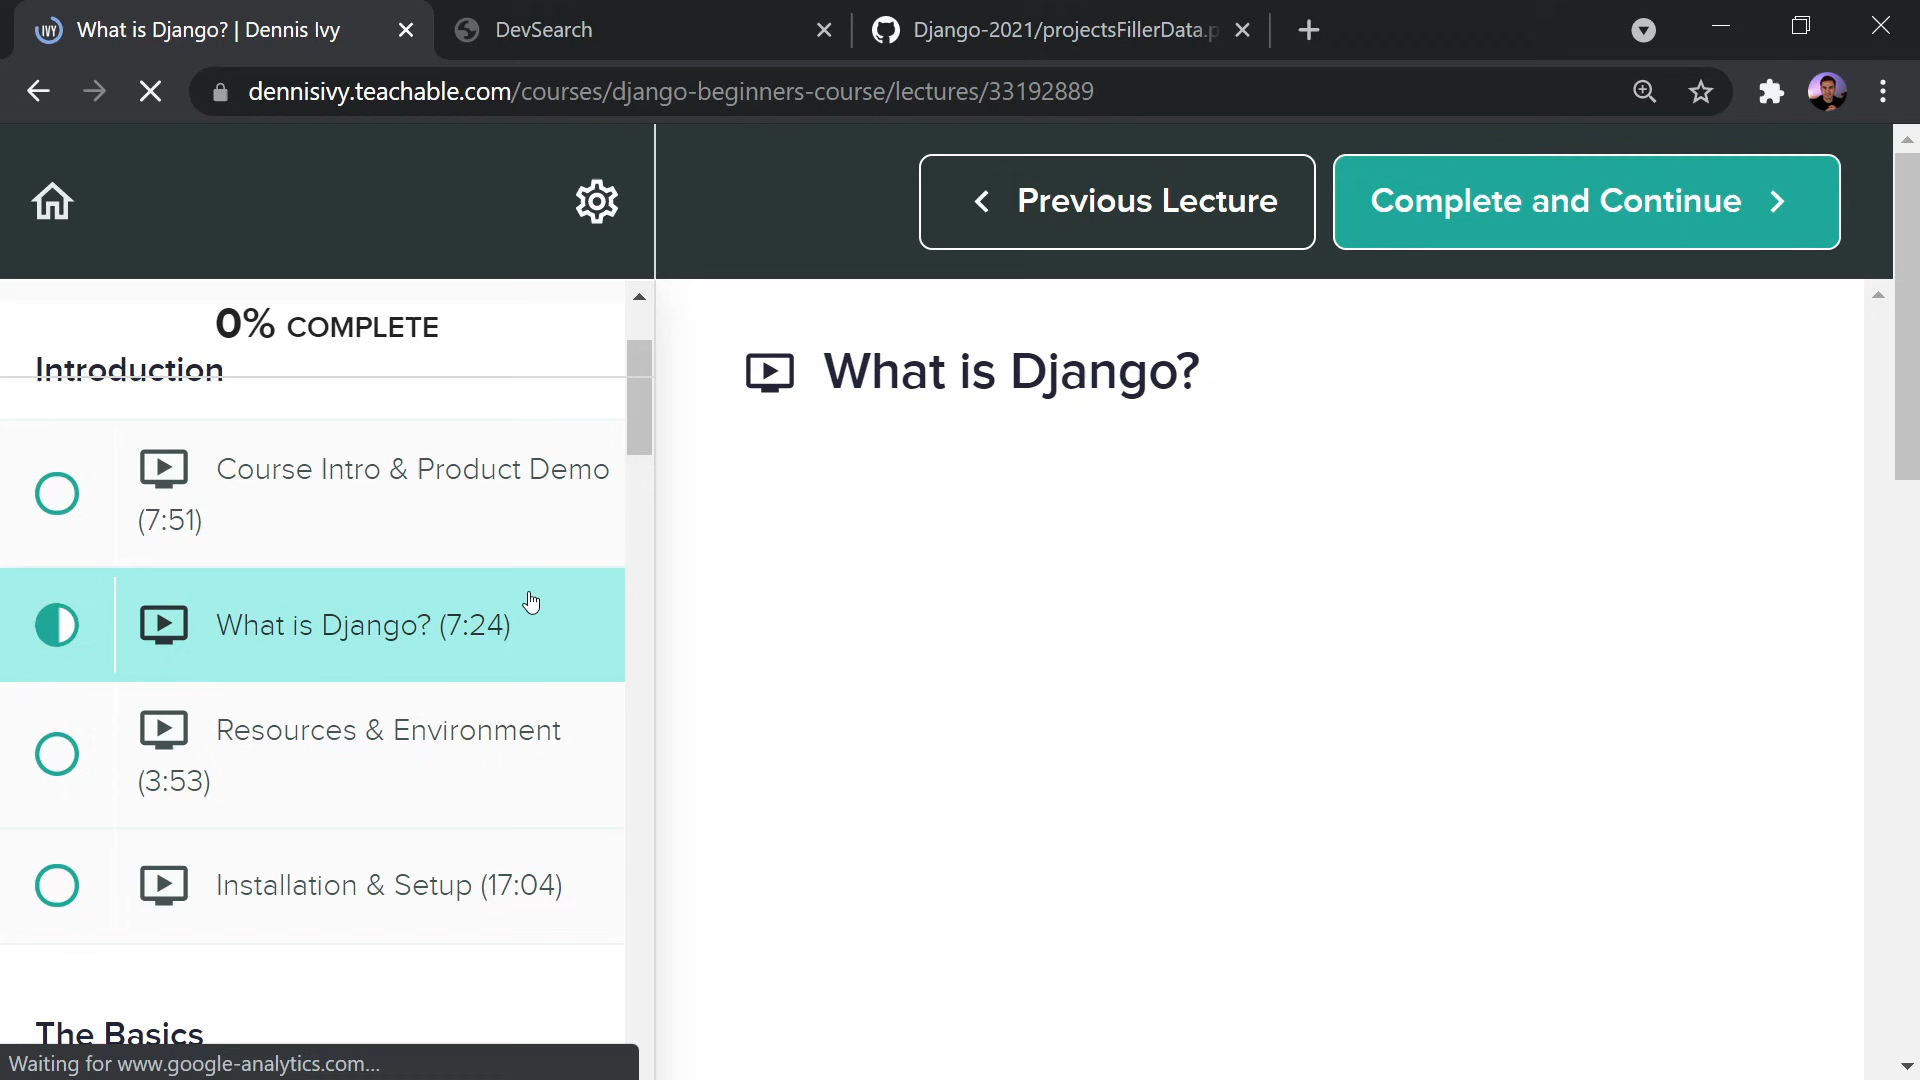 What is Django? | Dennis Ivy
DevSearch
Django-2021/projectsFillerData.p
dennisivy.teachable.com/courses/django-beginners-course/lectures/33192889
Previous Lecture
Complete and Continue
0% COMPLETE
Introduction
Course Intro & Product Demo
(7:51)
What is Django? (7:24)
Resources & Environment
(3:53)
Installation & Setup (17:04)
The Basics
Waiting for www.google-analytics.com...
What is Django?